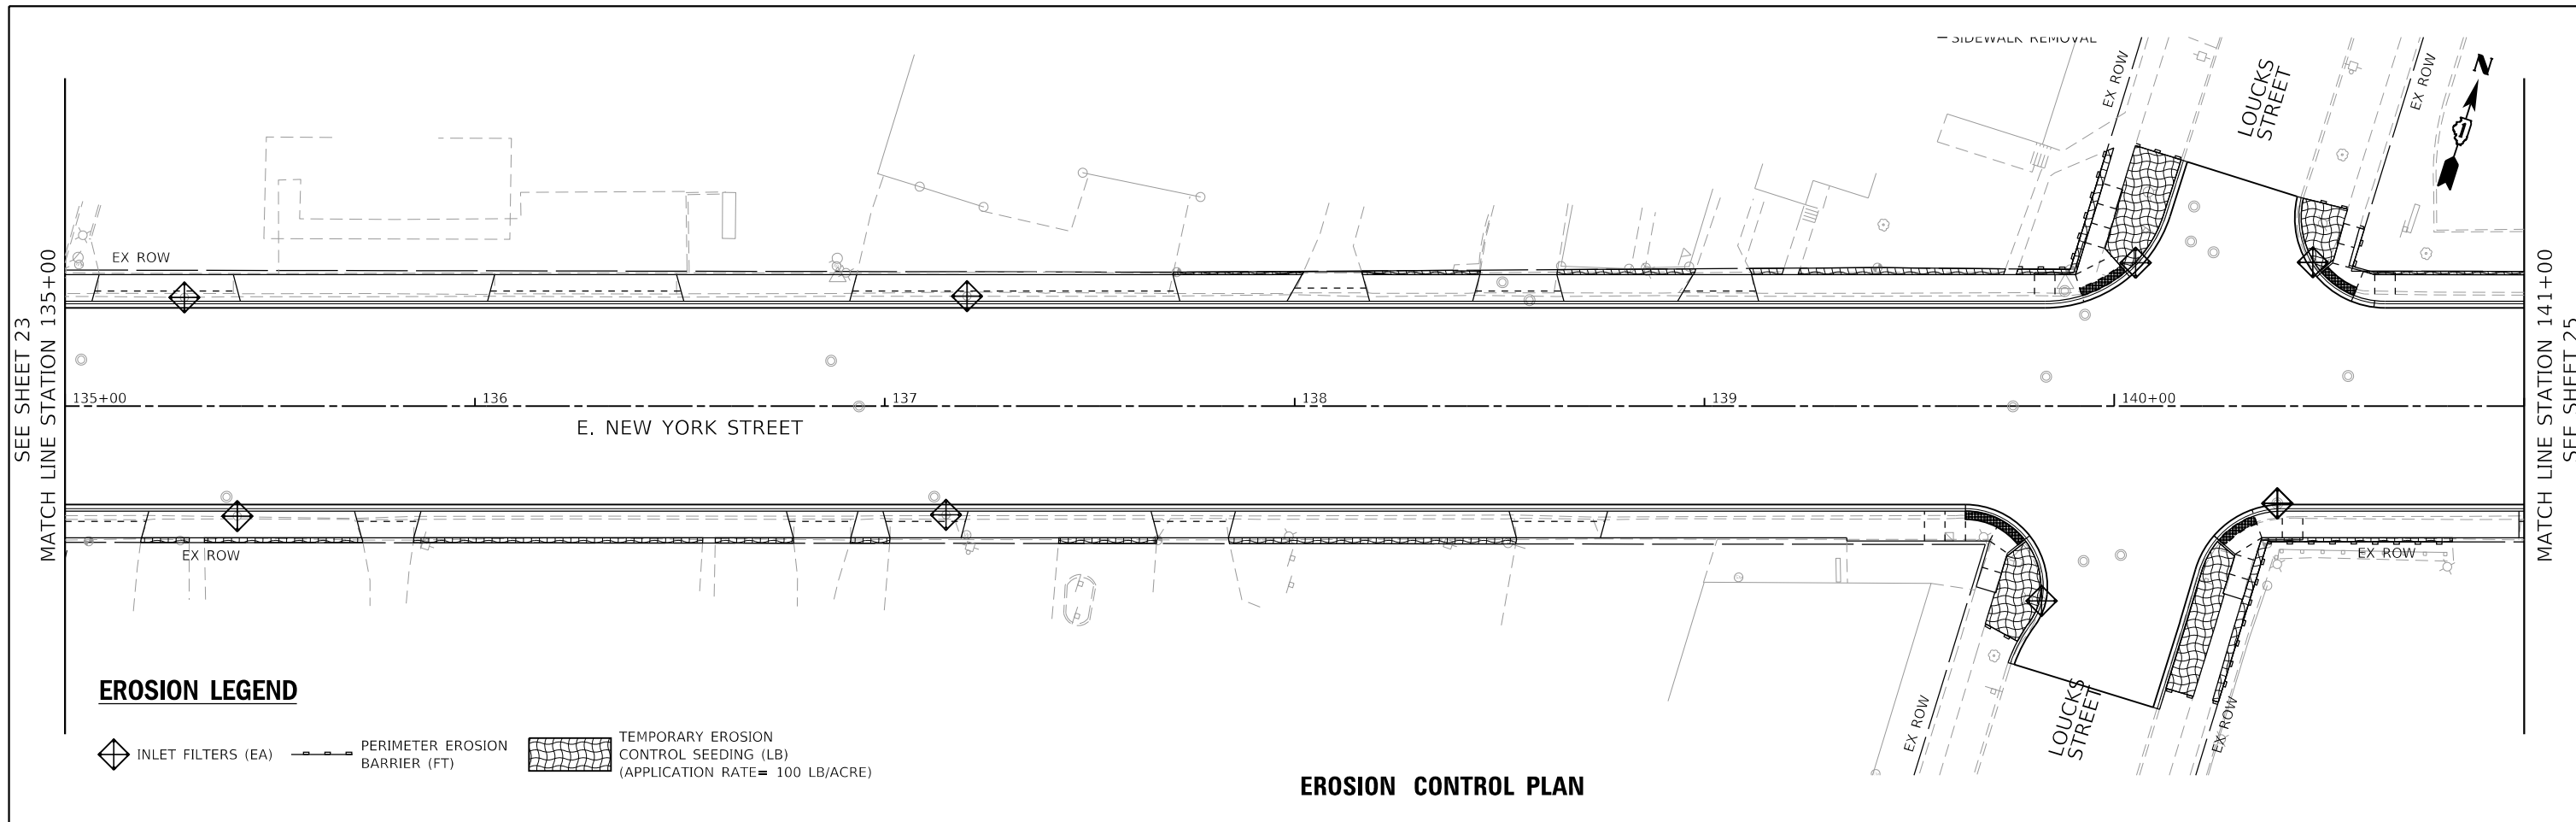 SIDEWALK REMOVAL
EX ROW
LOUCKS
STREET
EX ROW
N
1
EX ROW
SEE SHEET 23
MATCH LINE STATION 135+00
135+00
136
137
138
139
140+00
E. NEW YORK STREET
MATCH LINE STATION 141+00
SEE SHEET 25
EX ROW
EX ROW
EX ROW
LOUCKS
STREET
EX ROW
EROSION LEGEND
INLET FILTERS (EA)
PERIMETER EROSION
BARRIER (FT)
TEMPORARY EROSION
CONTROL SEEDING (LB)
(APPLICATION RATE= 100 LB/ACRE)
EROSION CONTROL PLAN